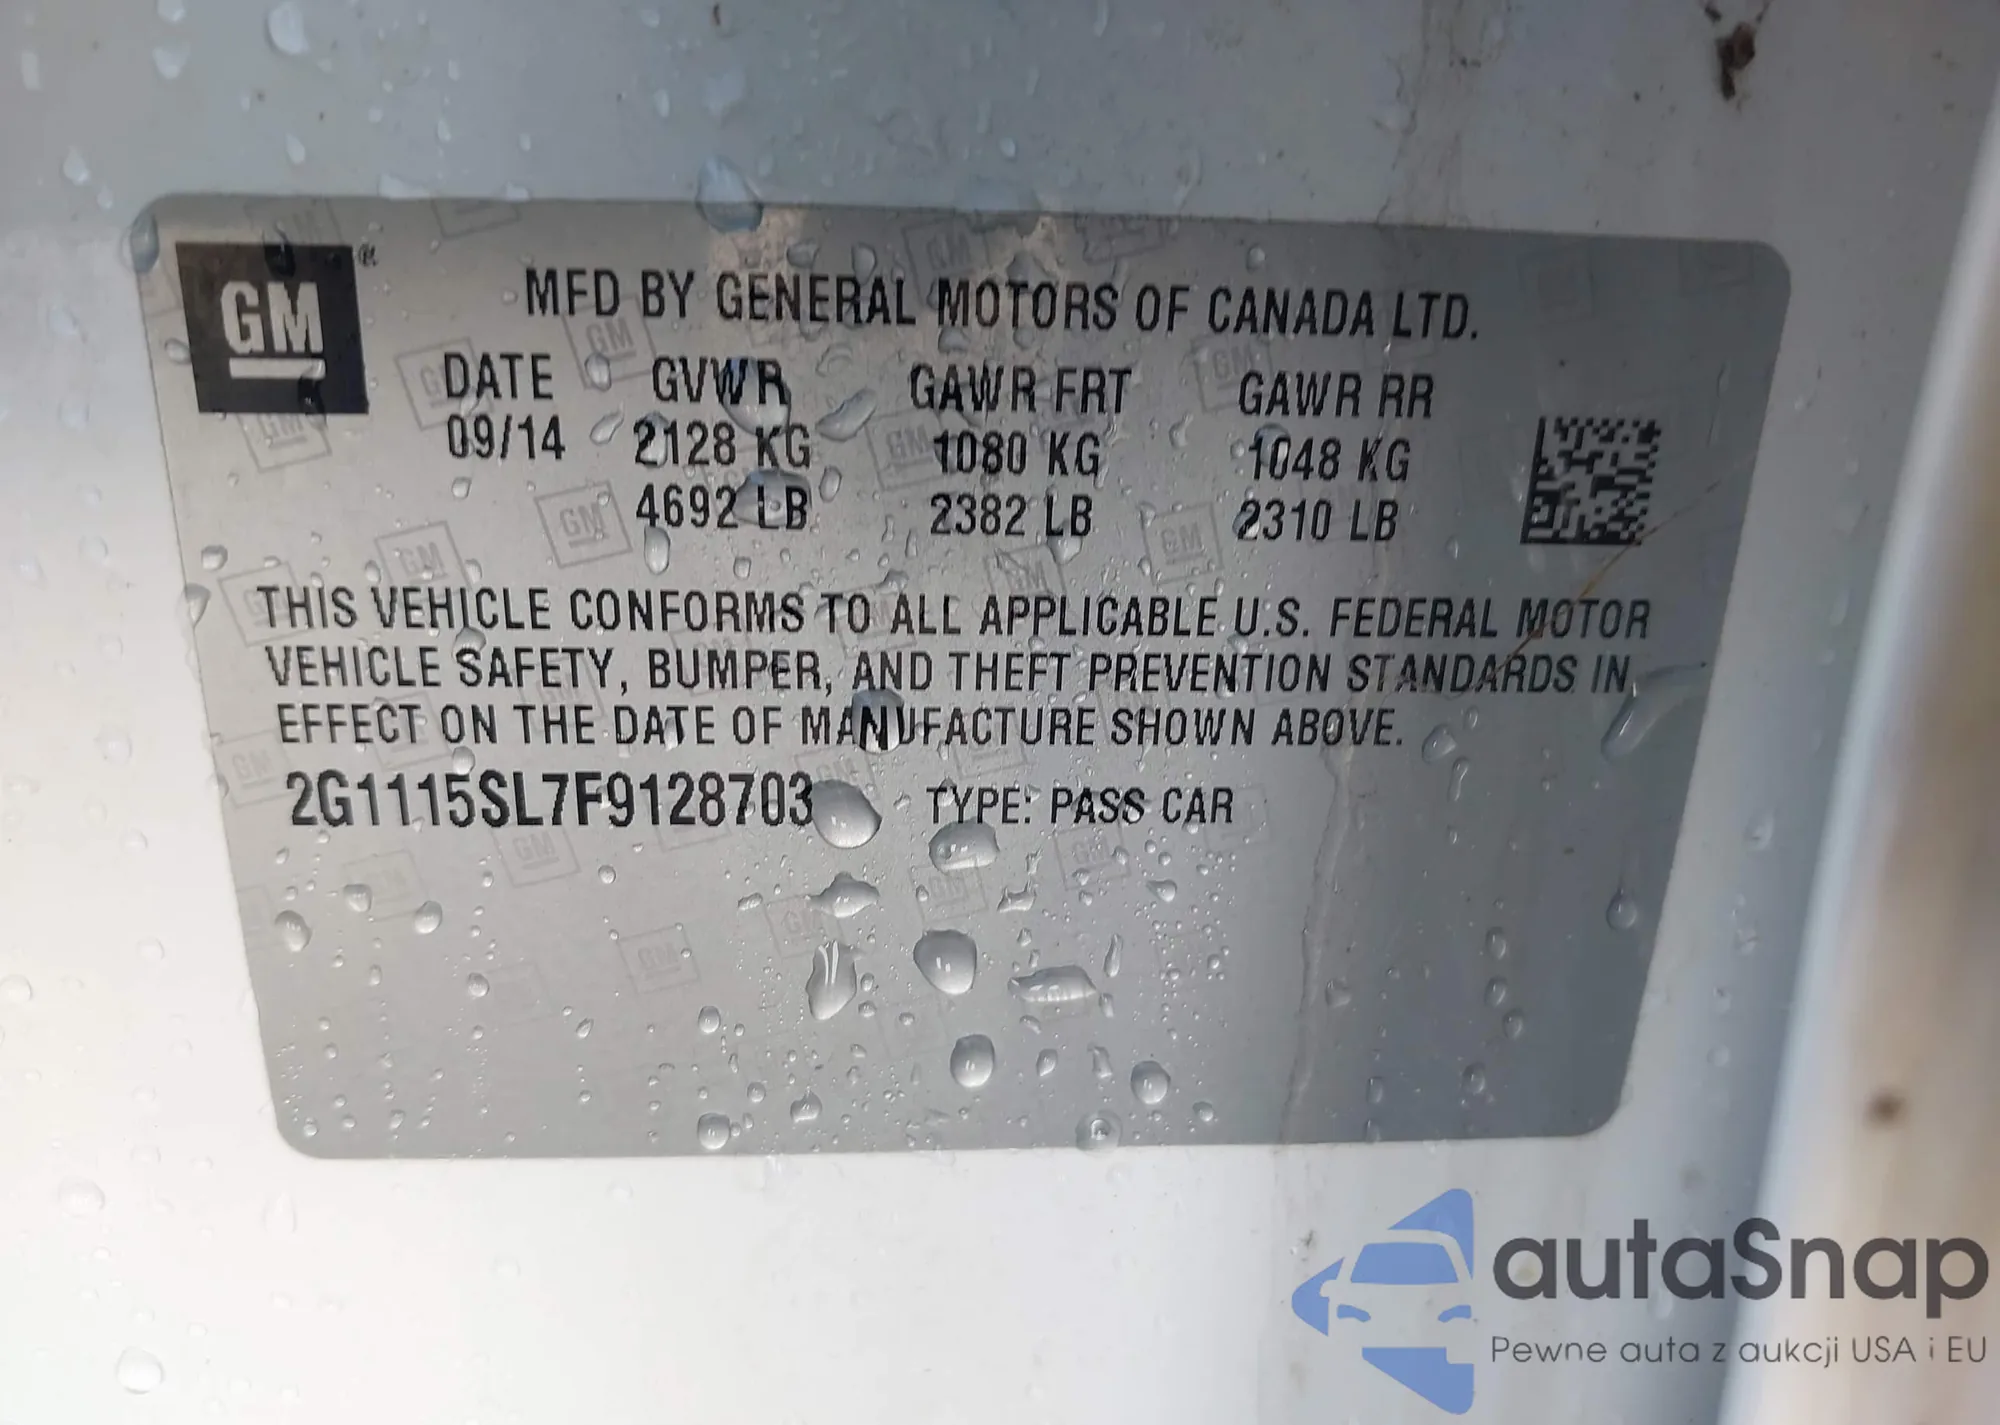 GM ®
MFD BY GENERAL MOTORS OF CANADA LTD.
DATE GVWR GAWR FRT GAWR RR
09/14 2128 KG 1080 KG 1048 KG
4692 LB 2382 LB 2310 LB
THIS VEHICLE CONFORMS TO ALL APPLICABLE U.S. FEDERAL MOTOR
VEHICLE SAFETY, BUMPER, AND THEFT PREVENTION STANDARDS IN
EFFECT ON THE DATE OF MANUFACTURE SHOWN ABOVE.
2G1115SL7F9128703 TYPE: PASS CAR
autaSnap
Pewne auta z aukcji USA i EU